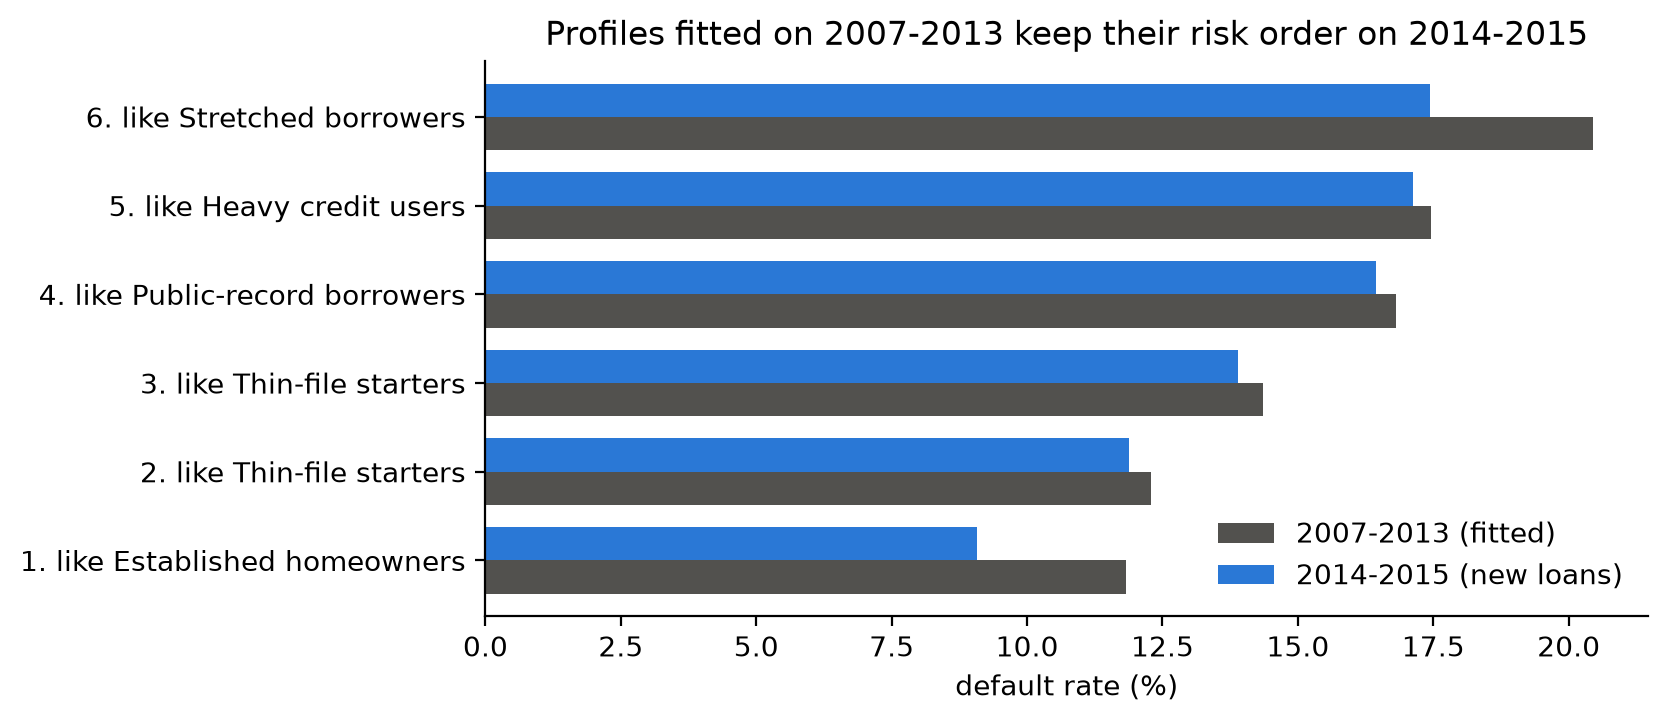 Profiles fitted on 2007-2013 keep their risk order on 2014-2015
6. like Stretched borrowers
5. like Heavy credit users
4. like Public-record borrowers
3. like Thin-file starters
2. like Thin-file starters
1. like Established homeowners
2007-2013 (fitted)
2014-2015 (new loans)
0.0 2.5 5.0 7.5 10.0 12.5 15.0 17.5 20.0
default rate (%)